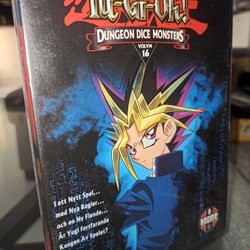 Yu-Gi-Oh!
DUNGEON DICE MONSTERS
VOLYM
16
I ett Nytt Spel...
...med Nya Regler...
...och en Ny Fiende...
Är Yugi fortfarande
Kungen Av Spelet?